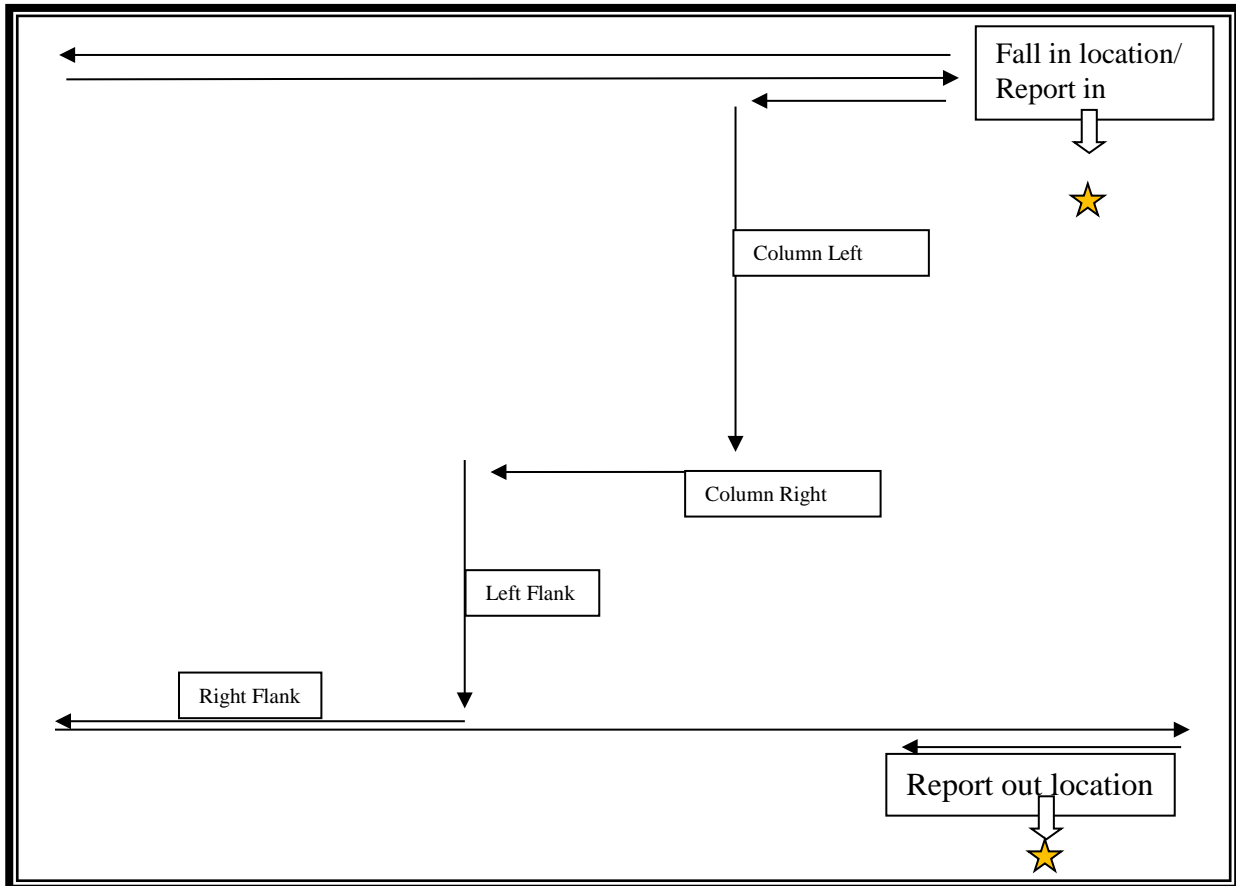 Fall in location/
Report in
Column Left
Column Right
Left Flank
Right Flank
Report out location